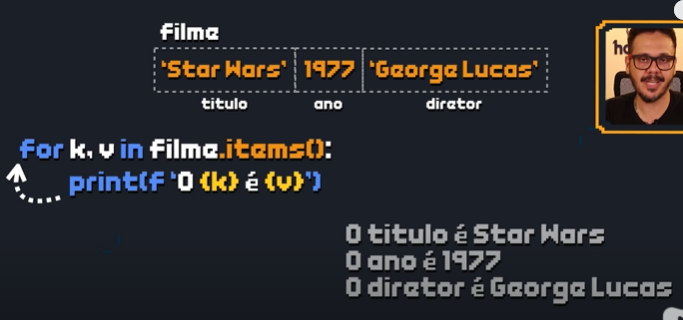 filme
'Star Wars' 1977 'George Lucas'
titulo ano diretor
for k, v in filme.items():
print(f 'O {k} é {v}')
O titulo é Star Wars
O ano é 1977
O diretor é George Lucas